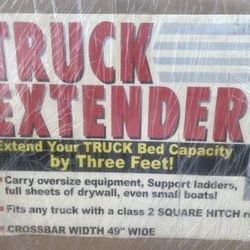 TRUCK
EXTENDER
Extend Your TRUCK Bed Capacity
by Three Feet!
• Carry oversize equipment, Support ladders,
full sheets of drywall, even small boats!
• Fits any truck with a class 2 SQUARE HITCH
• CROSSBAR WIDTH 49" WIDE